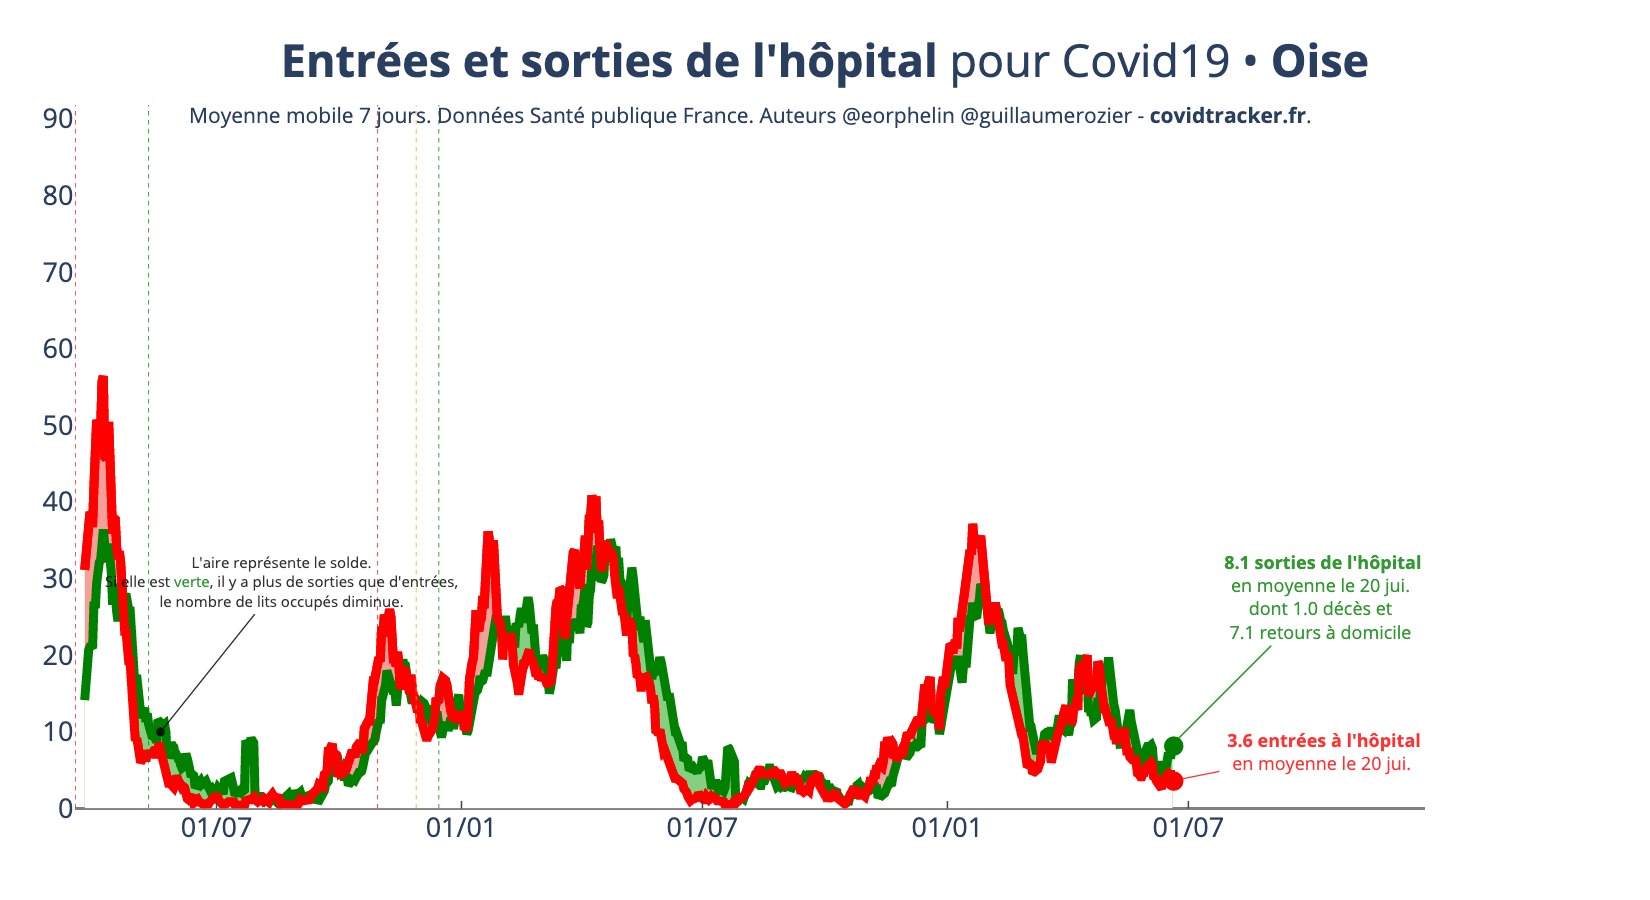 Entrées et sorties de l'hôpital pour Covid19 • Oise
Moyenne mobile 7 jours. Données Santé publique France. Auteurs @eorphelin @guillaumerozier - covidtracker.fr.
90
80
70
60
50
40
30
20
10
0
L'aire représente le solde.
Si elle est verte, il y a plus de sorties que d'entrées,
le nombre de lits occupés diminue.
8.1 sorties de l'hôpital
en moyenne le 20 jui.
dont 1.0 décès et
7.1 retours à domicile
3.6 entrées à l'hôpital
en moyenne le 20 jui.
01/07
01/01
01/07
01/01
01/07